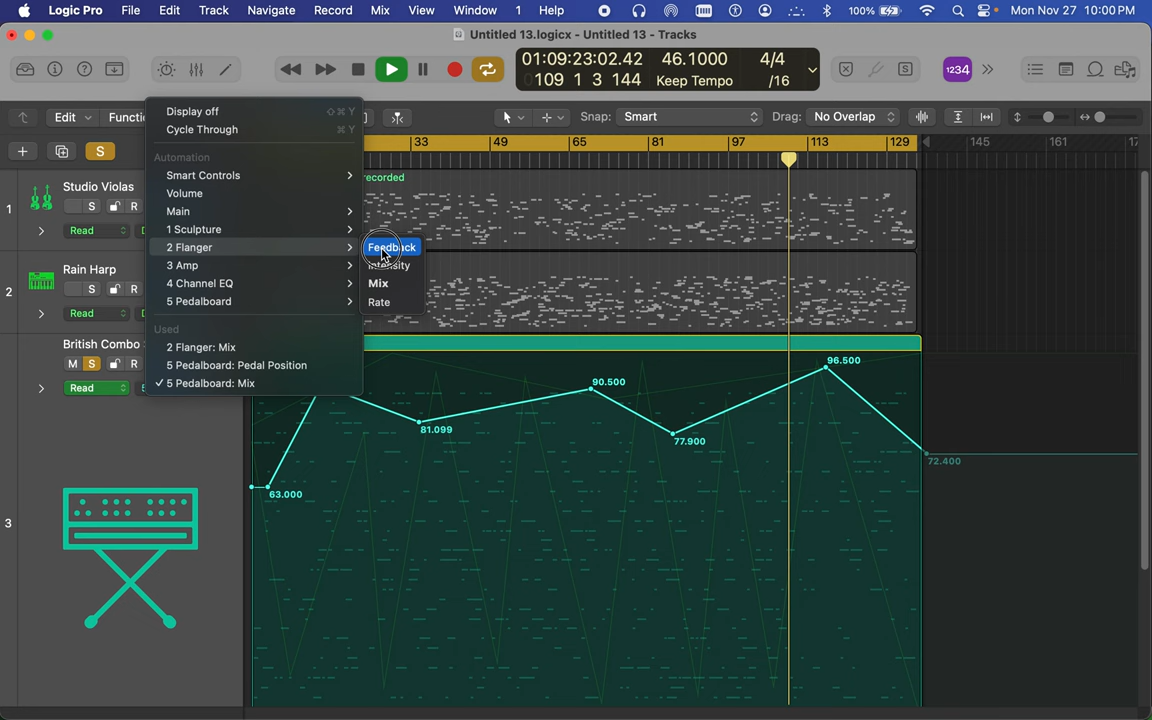 Logic Pro File Edit Track Navigate Record Mix View Window 1 Help 100% Mon Nov 27 10:00 PM
Untitled 13.logicx - Untitled 13 - Tracks
01:09:23:02.42 46.1000 4/4
0109 1 3 144 Keep Tempo /16
S 1234
Edit Functi Snap: Smart Drag: No Overlap
S 33 49 65 81 97 113 129 145 161 17
Display off ⇧⌘Y
Cycle Through ⌘Y
Automation
Smart Controls
Volume
Main
1 Sculpture
2 Flanger
3 Amp
4 Channel EQ
5 Pedalboard
Used
2 Flanger: Mix
5 Pedalboard: Pedal Position
✓ 5 Pedalboard: Mix
Feedback
Intensity
Mix
Rate
ecorded
1 Studio Violas
S R
Read
2 Rain Harp
S R
Read
British Combo
M S R
Read
3
63.000
81.099
90.500
77.900
96.500
72.400